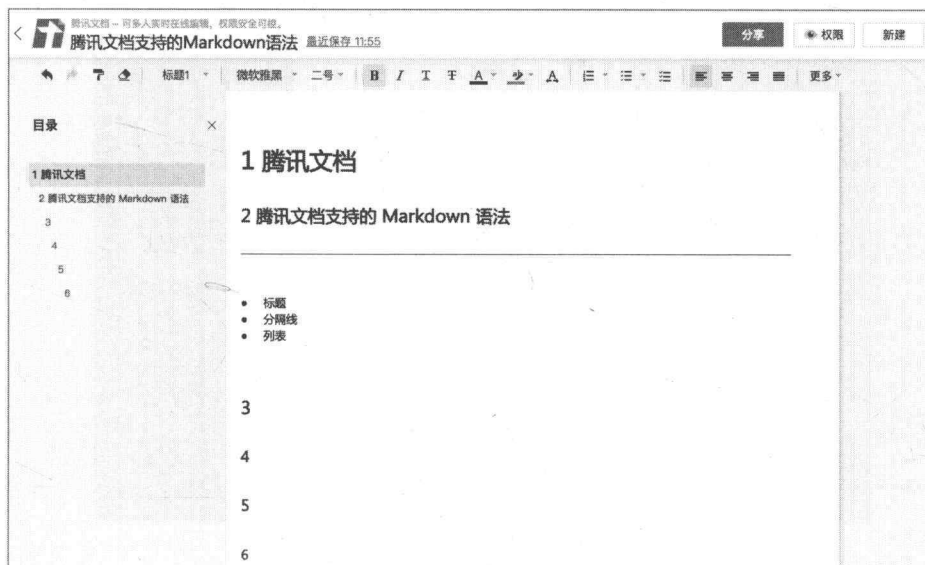 腾讯文档 – 可多人实时在线编辑，权限安全可控。
腾讯文档支持的Markdown语法 最近保存 11:55
分享 权限 新建
标题1 微软雅黑 二号 B I T T A A 更多
目录 ×
1 腾讯文档
2 腾讯文档支持的 Markdown 语法
3
4
5
6
1 腾讯文档
2 腾讯文档支持的 Markdown 语法
• 标题
• 分隔线
• 列表
3
4
5
6